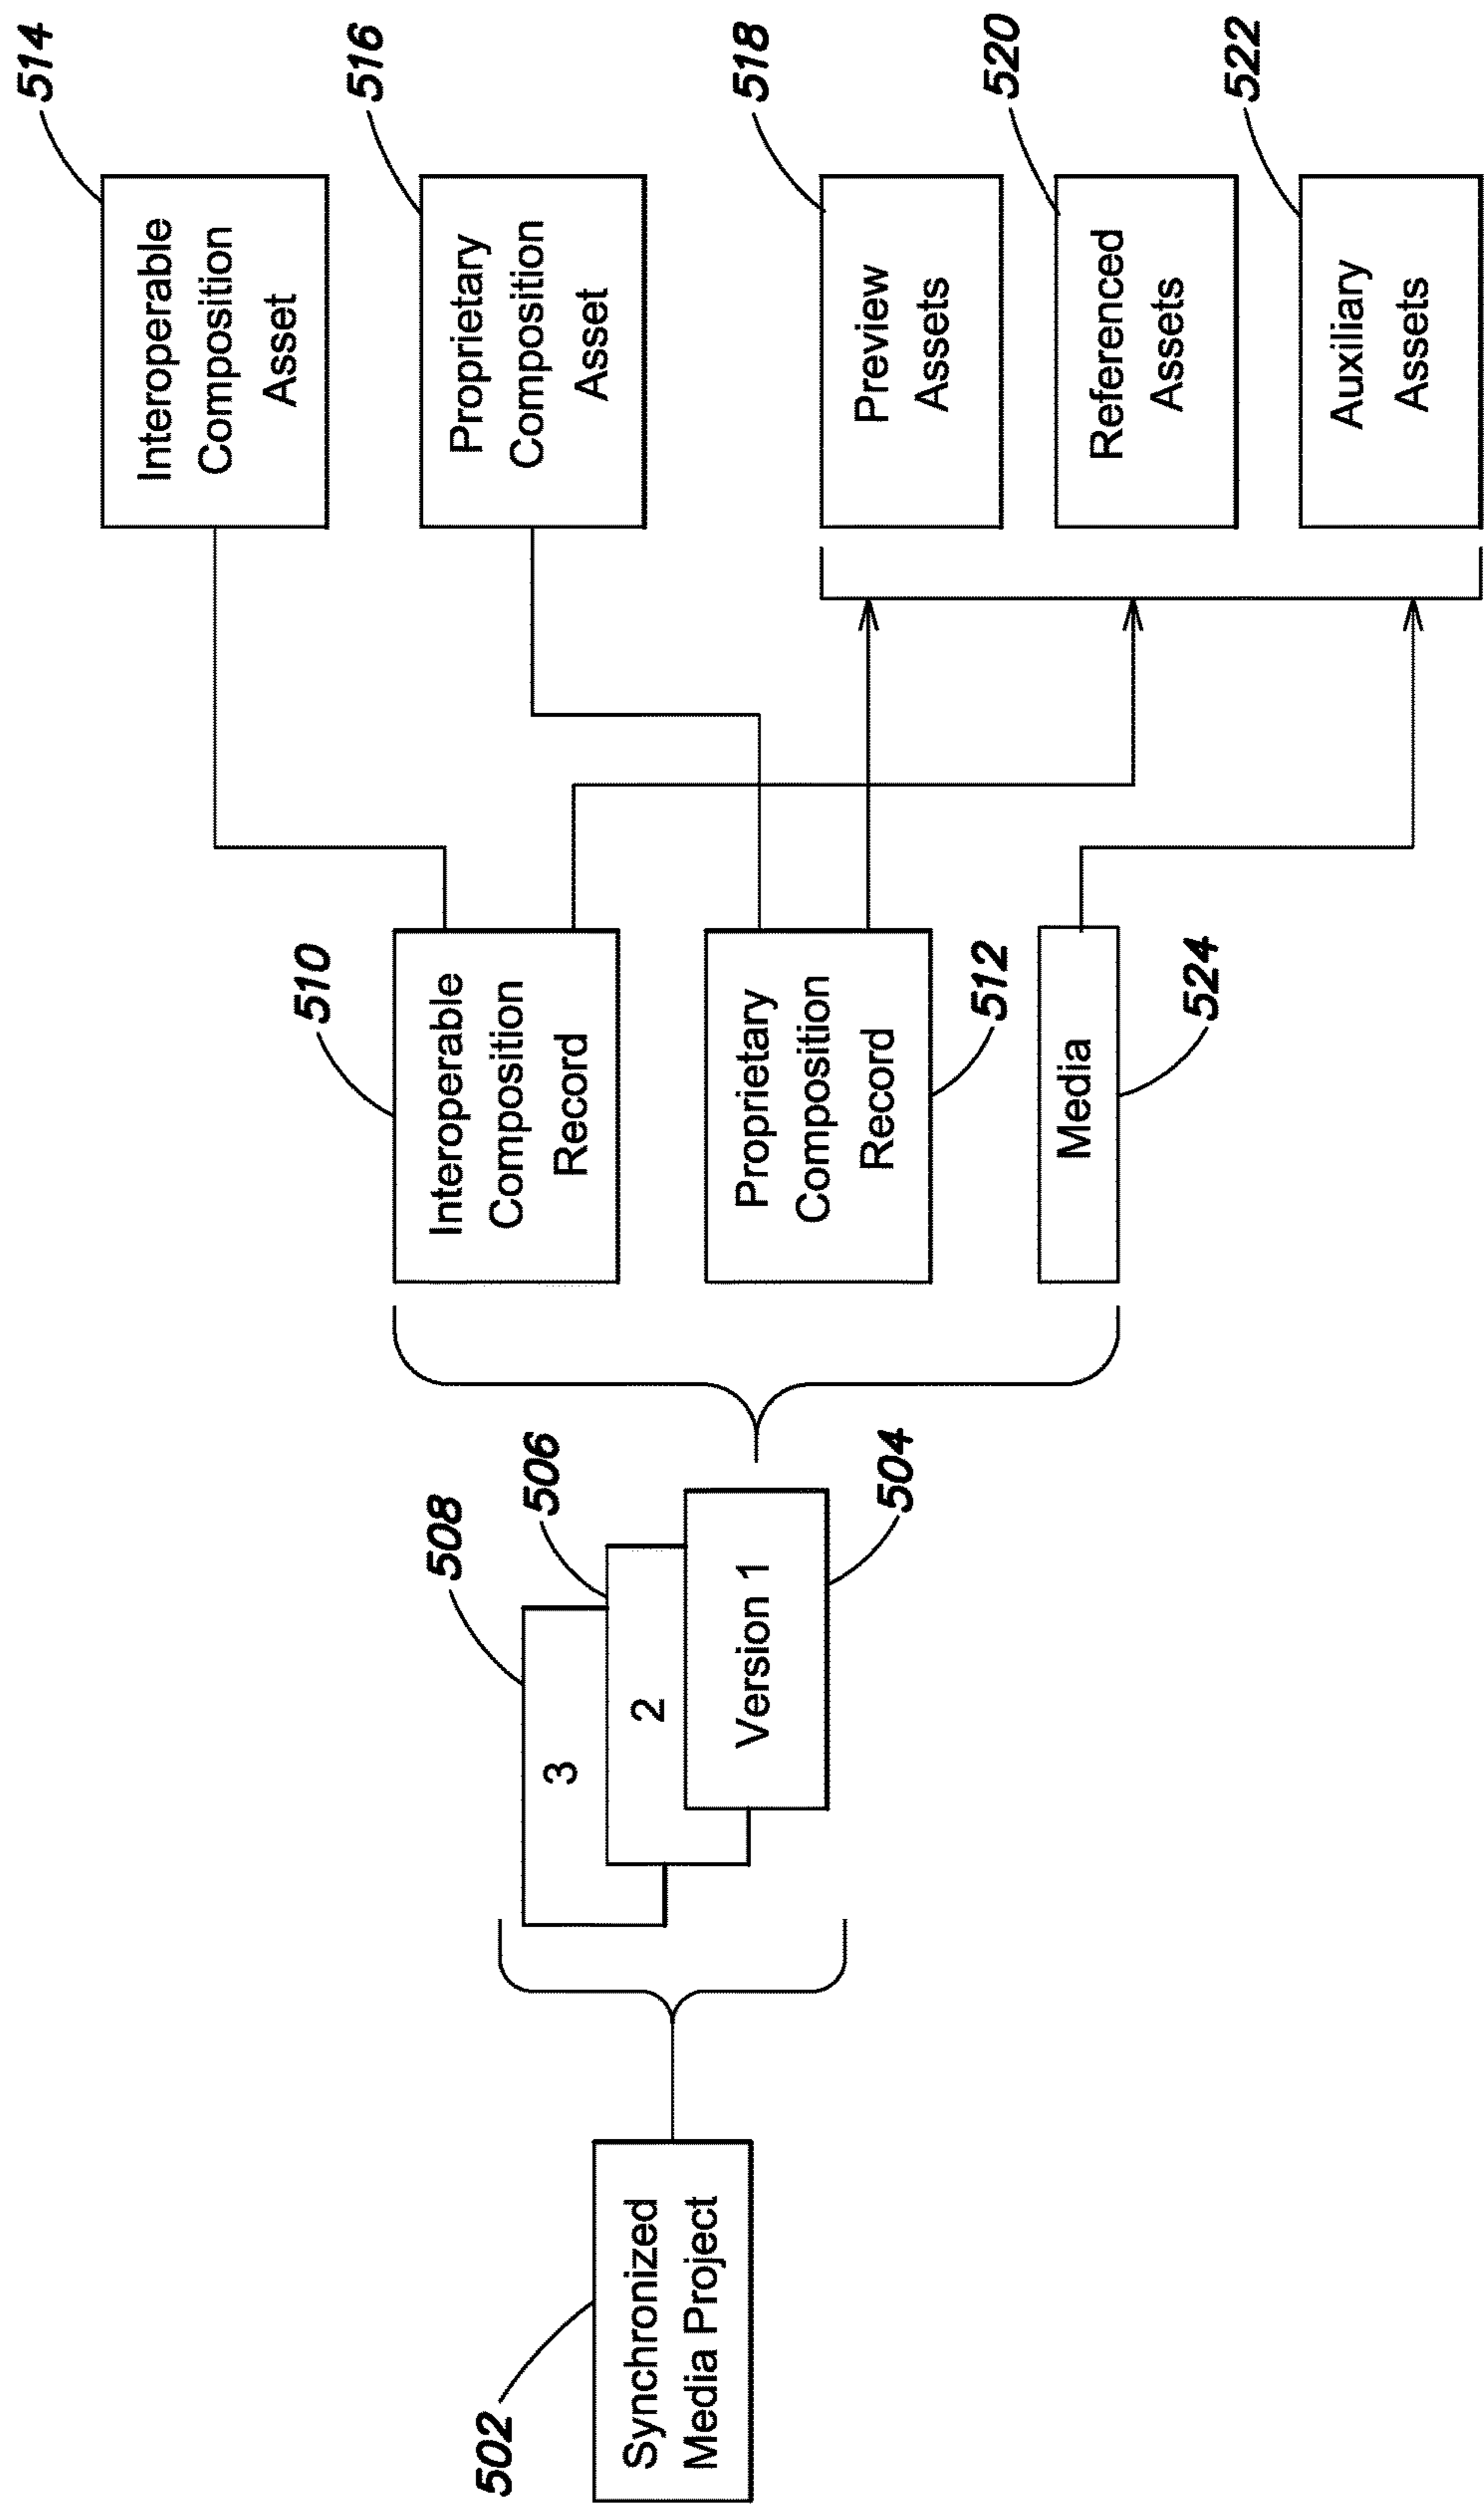 502
Synchronized
Media Project
508
3
506
2
Version 1
504
510
Interoperable
Composition
Record
Proprietary
Composition
Record
512
Media
524
514
Interoperable
Composition
Asset
516
Proprietary
Composition
Asset
518
Preview
Assets
520
Referenced
Assets
522
Auxiliary
Assets